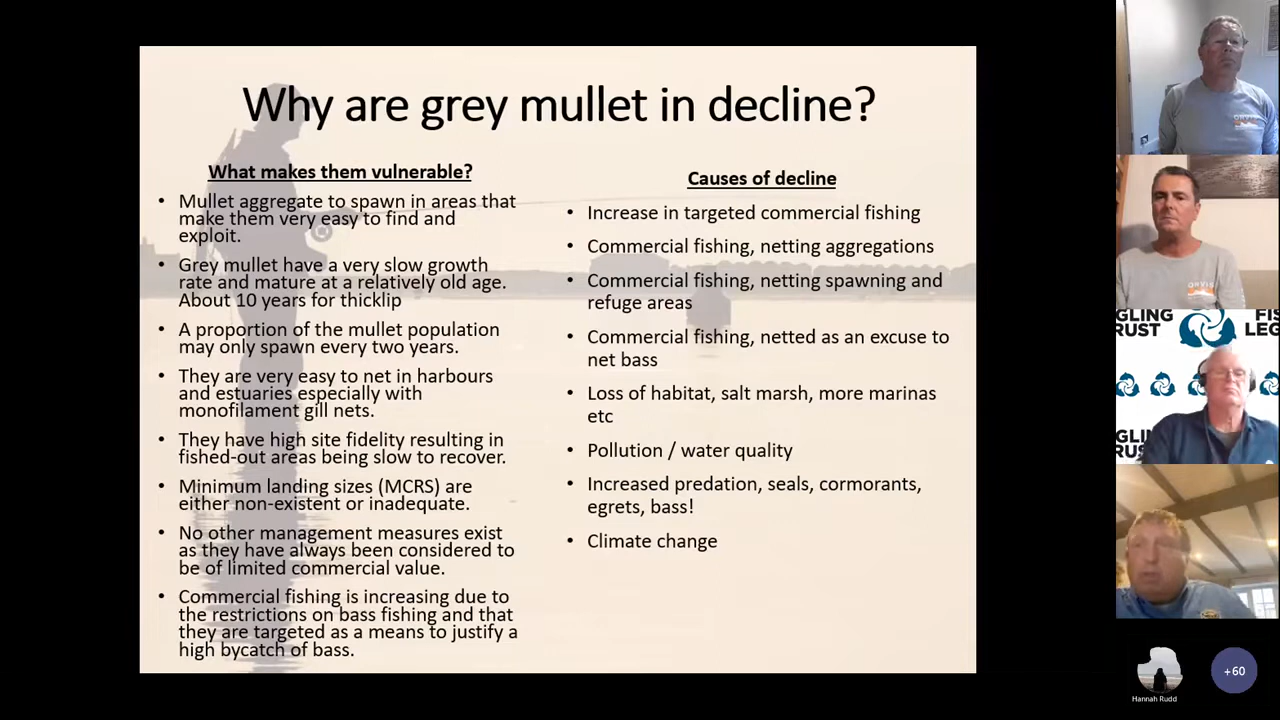 Why are grey mullet in decline?
What makes them vulnerable?
• Mullet aggregate to spawn in areas that
make them very easy to find and
exploit.
• Grey mullet have a very slow growth
rate and mature at a relatively old age.
About 10 years for thicklip
• A proportion of the mullet population
may only spawn every two years.
• They are very easy to net in harbours
and estuaries especially with
monofilament gill nets.
• They have high site fidelity resulting in
fished-out areas being slow to recover.
• Minimum landing sizes (MCRS) are
either non-existent or inadequate.
• No other management measures exist
as they have always been considered to
be of limited commercial value.
• Commercial fishing is increasing due to
the restrictions on bass fishing and that
they are targeted as a means to justify a
high bycatch of bass.
Causes of decline
• Increase in targeted commercial fishing
• Commercial fishing, netting aggregations
• Commercial fishing, netting spawning and
refuge areas
• Commercial fishing, netted as an excuse to
net bass
• Loss of habitat, salt marsh, more marinas
etc
• Pollution / water quality
• Increased predation, seals, cormorants,
egrets, bass!
• Climate change
ORVIS
ORVIS
GLING
RUST
FIS
LEG
GLI
RU
Hannah Rudd
+60